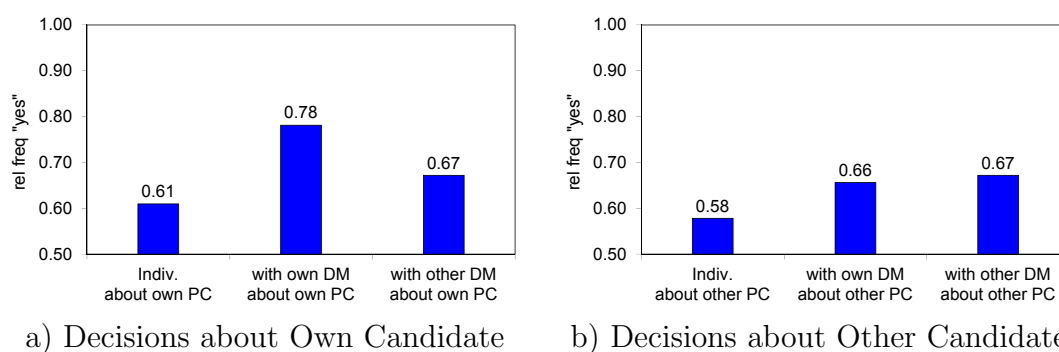 1.00
0.90
0.80
0.70
0.60
0.50
rel freq "yes"
0.61
0.78
0.67
Indiv.
about own PC
with own DM
about own PC
with other DM
about own PC
a) Decisions about Own Candidate
1.00
0.90
0.80
0.70
0.60
0.50
rel freq "yes"
0.58
0.66
0.67
Indiv.
about other PC
with own DM
about other PC
with other DM
about other PC
b) Decisions about Other Candidate